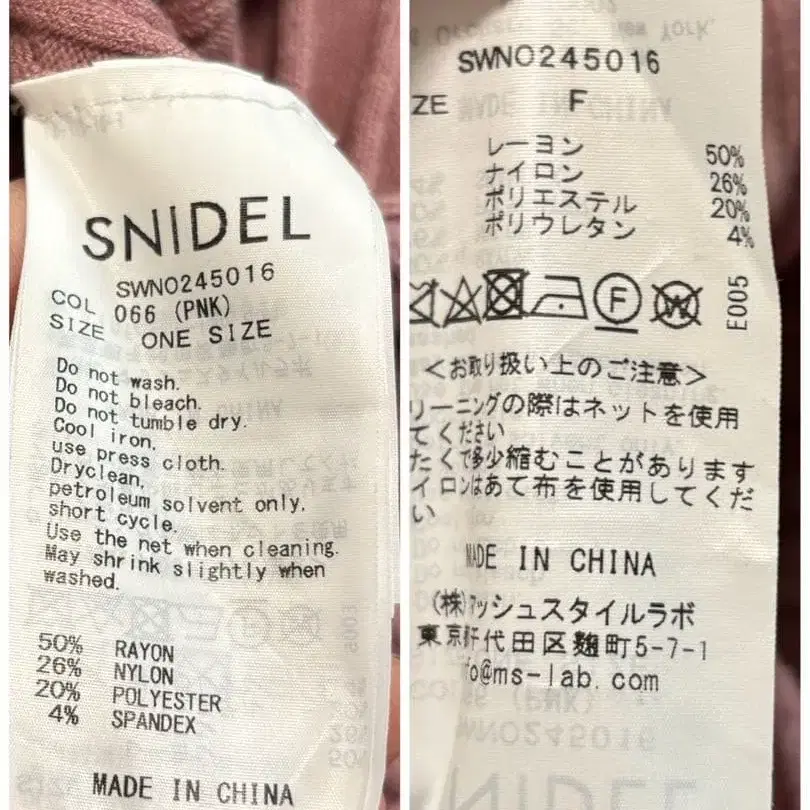 SNIDEL
SWNO245016
COL 066 (PNK)
SIZE ONE SIZE
Do not wash.
Do not bleach.
Do not tumble dry.
Cool iron.
use press cloth.
Dryclean.
petroleum solvent only.
short cycle.
Use the net when cleaning.
May shrink slightly when
washed.
50% RAYON
26% NYLON
20% POLYESTER
4% SPANDEX
MADE IN CHINA
SWNO245016
ZE F
レーヨン 50%
ナイロン 26%
ポリエステル 20%
ポリウレタン 4%
F W
E005
<お取り扱い上のご注意>
リーニングの際はネットを使用
てください
たくで多少縮むことがあります
イロンはあて布を使用してくだ
い
MADE IN CHINA
(株)マッシュスタイルラボ
東京千代田区麹町5-7-1
fo@ms-lab.com